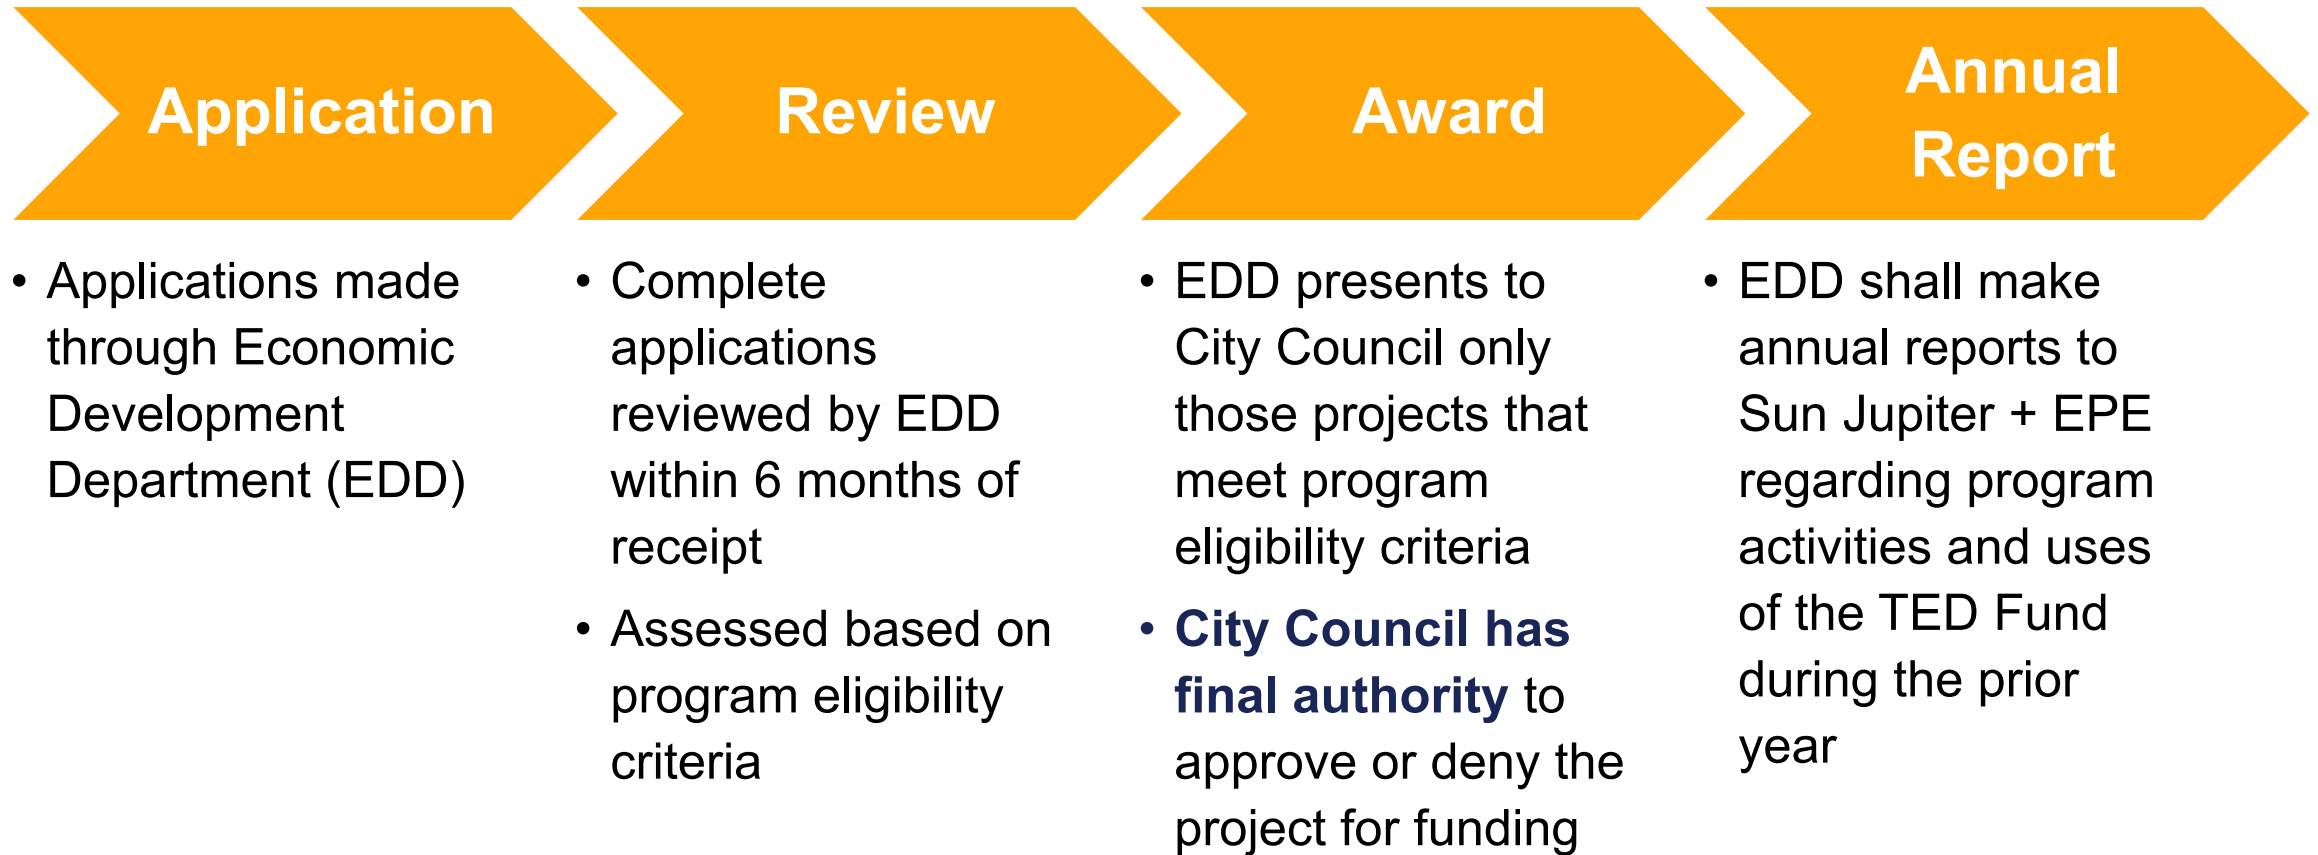 Application
Review
Award
Annual
Report
• Applications made
through Economic
Development
Department (EDD)
• Complete
applications
reviewed by EDD
within 6 months of
receipt
• Assessed based on
program eligibility
criteria
• EDD presents to
City Council only
those projects that
meet program
eligibility criteria
• City Council has
final authority to
approve or deny the
project for funding
• EDD shall make
annual reports to
Sun Jupiter + EPE
regarding program
activities and uses
of the TED Fund
during the prior
year